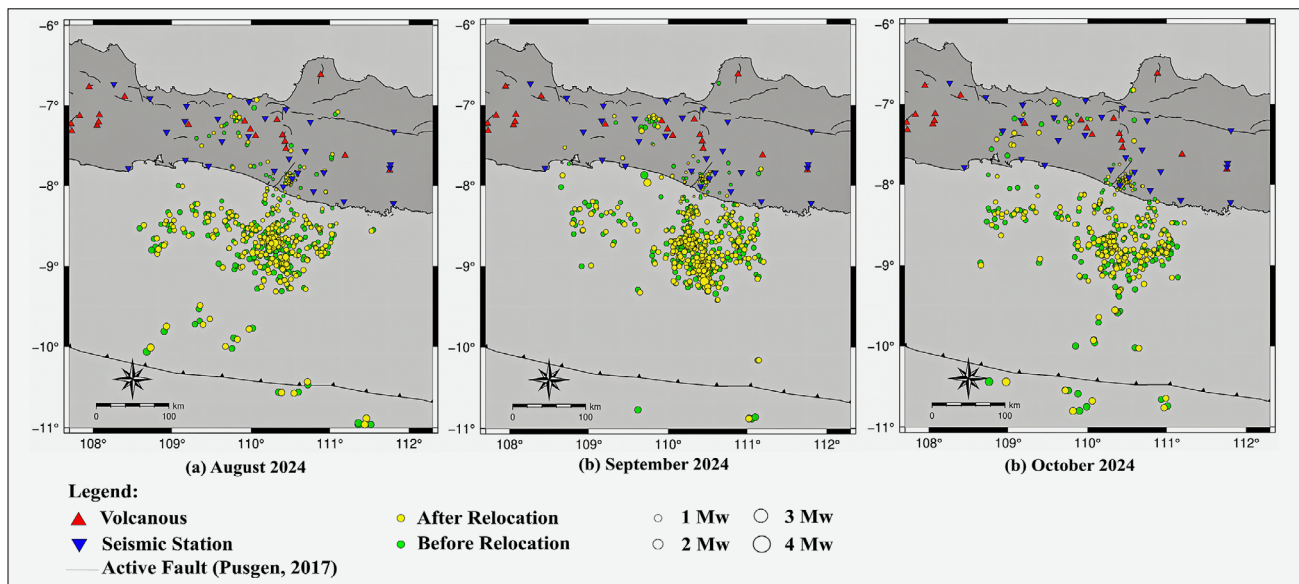 -6°
-7°
-8°
-9°
-10°
-11°
108° 109° 110° 111° 112°
0 100
km
(a) August 2024
-6°
-7°
-8°
-9°
-10°
-11°
108° 109° 110° 111° 112°
0 100
km
(b) September 2024
-6°
-7°
-8°
-9°
-10°
-11°
108° 109° 110° 111° 112°
0 100
km
(b) October 2024
Legend:
Volcanous After Relocation 1 Mw 3 Mw
Seismic Station Before Relocation 2 Mw 4 Mw
Active Fault (Pusgen, 2017)